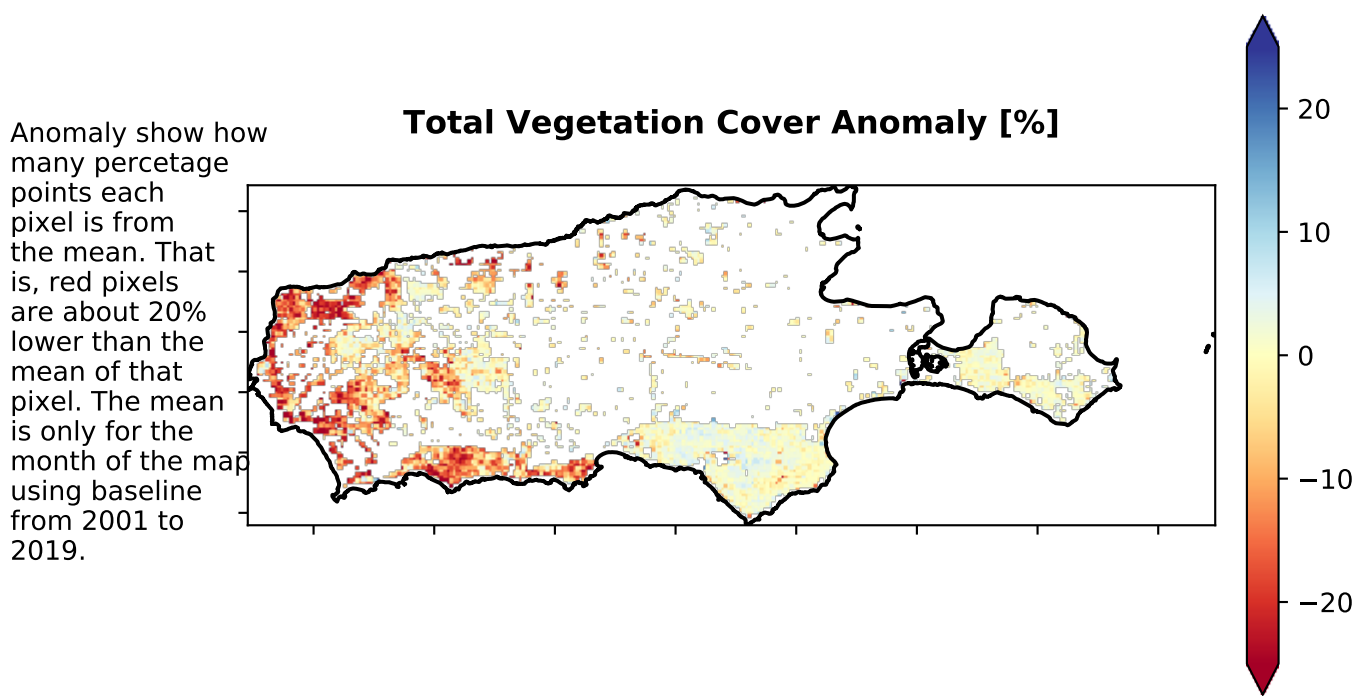 Total Vegetation Cover Anomaly [%]
Anomaly show how
many percetage
points each
pixel is from
the mean. That
is, red pixels
are about 20%
lower than the
mean of that
pixel. The mean
is only for the
month of the map
using baseline
from 2001 to
2019.
20
10
0
−10
−20